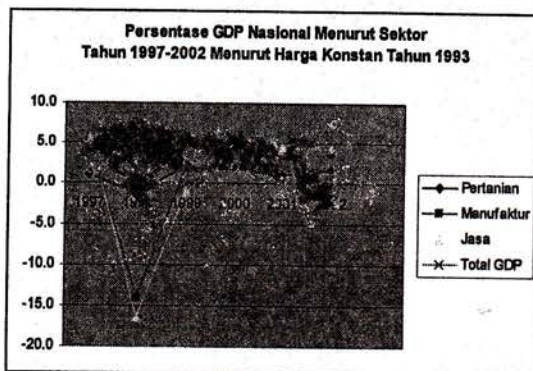 Persentase GDP Nasional Menurut Sektor
Tahun 1997-2002 Menurut Harga Konstan Tahun 1993
10.0
5.0
0.0
-5.0
-10.0
-15.0
-20.0
1997 2000
Pertanian
Manufaktur
Jasa
Total GDP